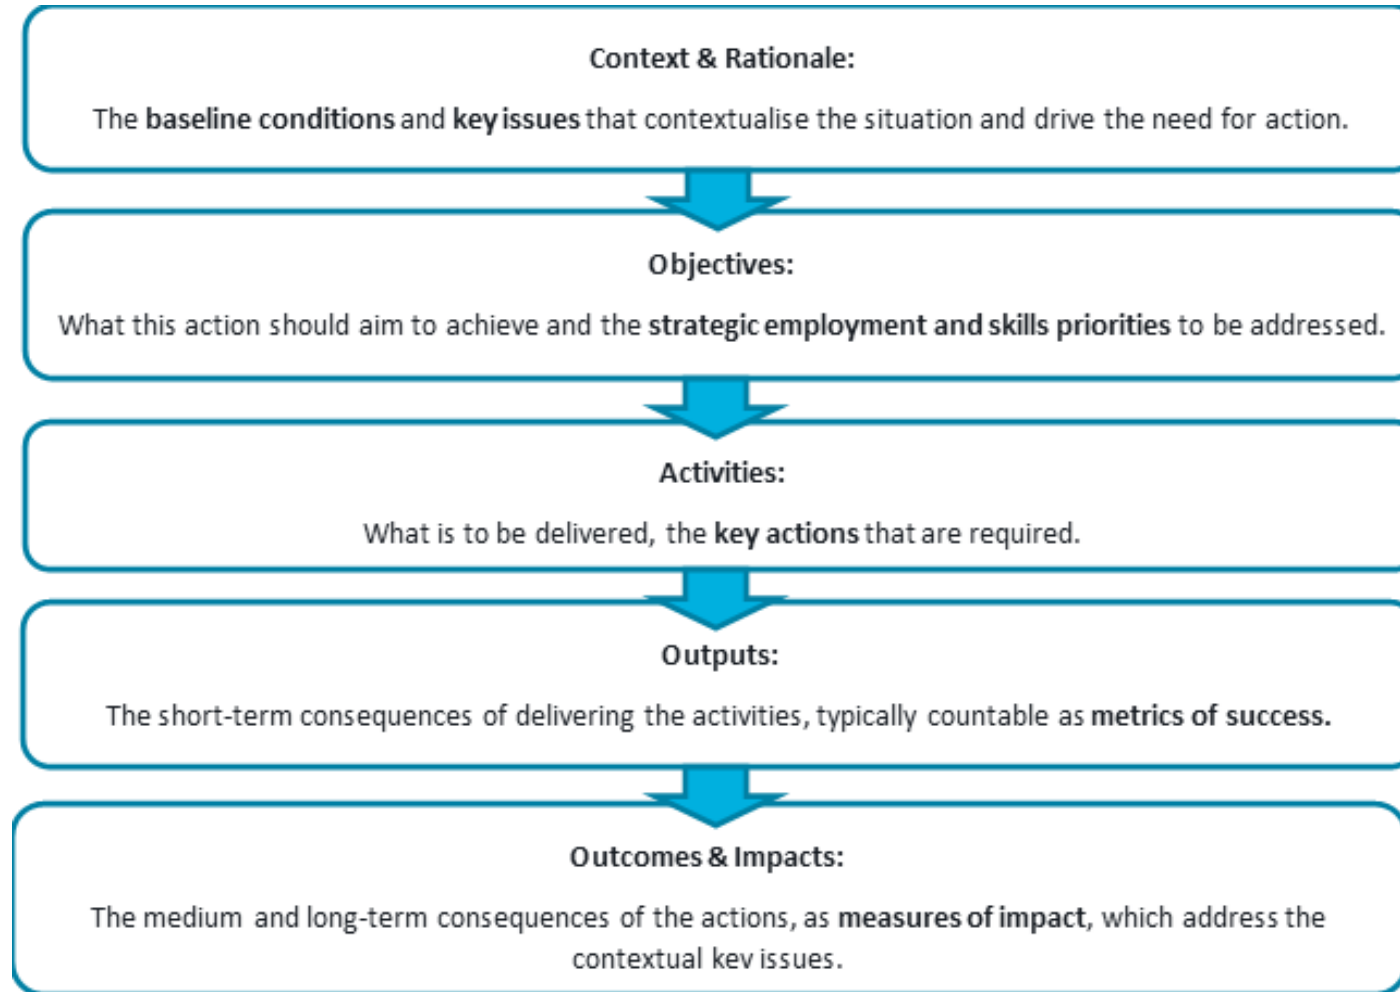 Context & Rationale:
The baseline conditions and key issues that contextualise the situation and drive the need for action.
Objectives:
What this action should aim to achieve and the strategic employment and skills priorities to be addressed.
Activities:
What is to be delivered, the key actions that are required.
Outputs:
The short-term consequences of delivering the activities, typically countable as metrics of success.
Outcomes & Impacts:
The medium and long-term consequences of the actions, as measures of impact, which address the
contextual key issues.